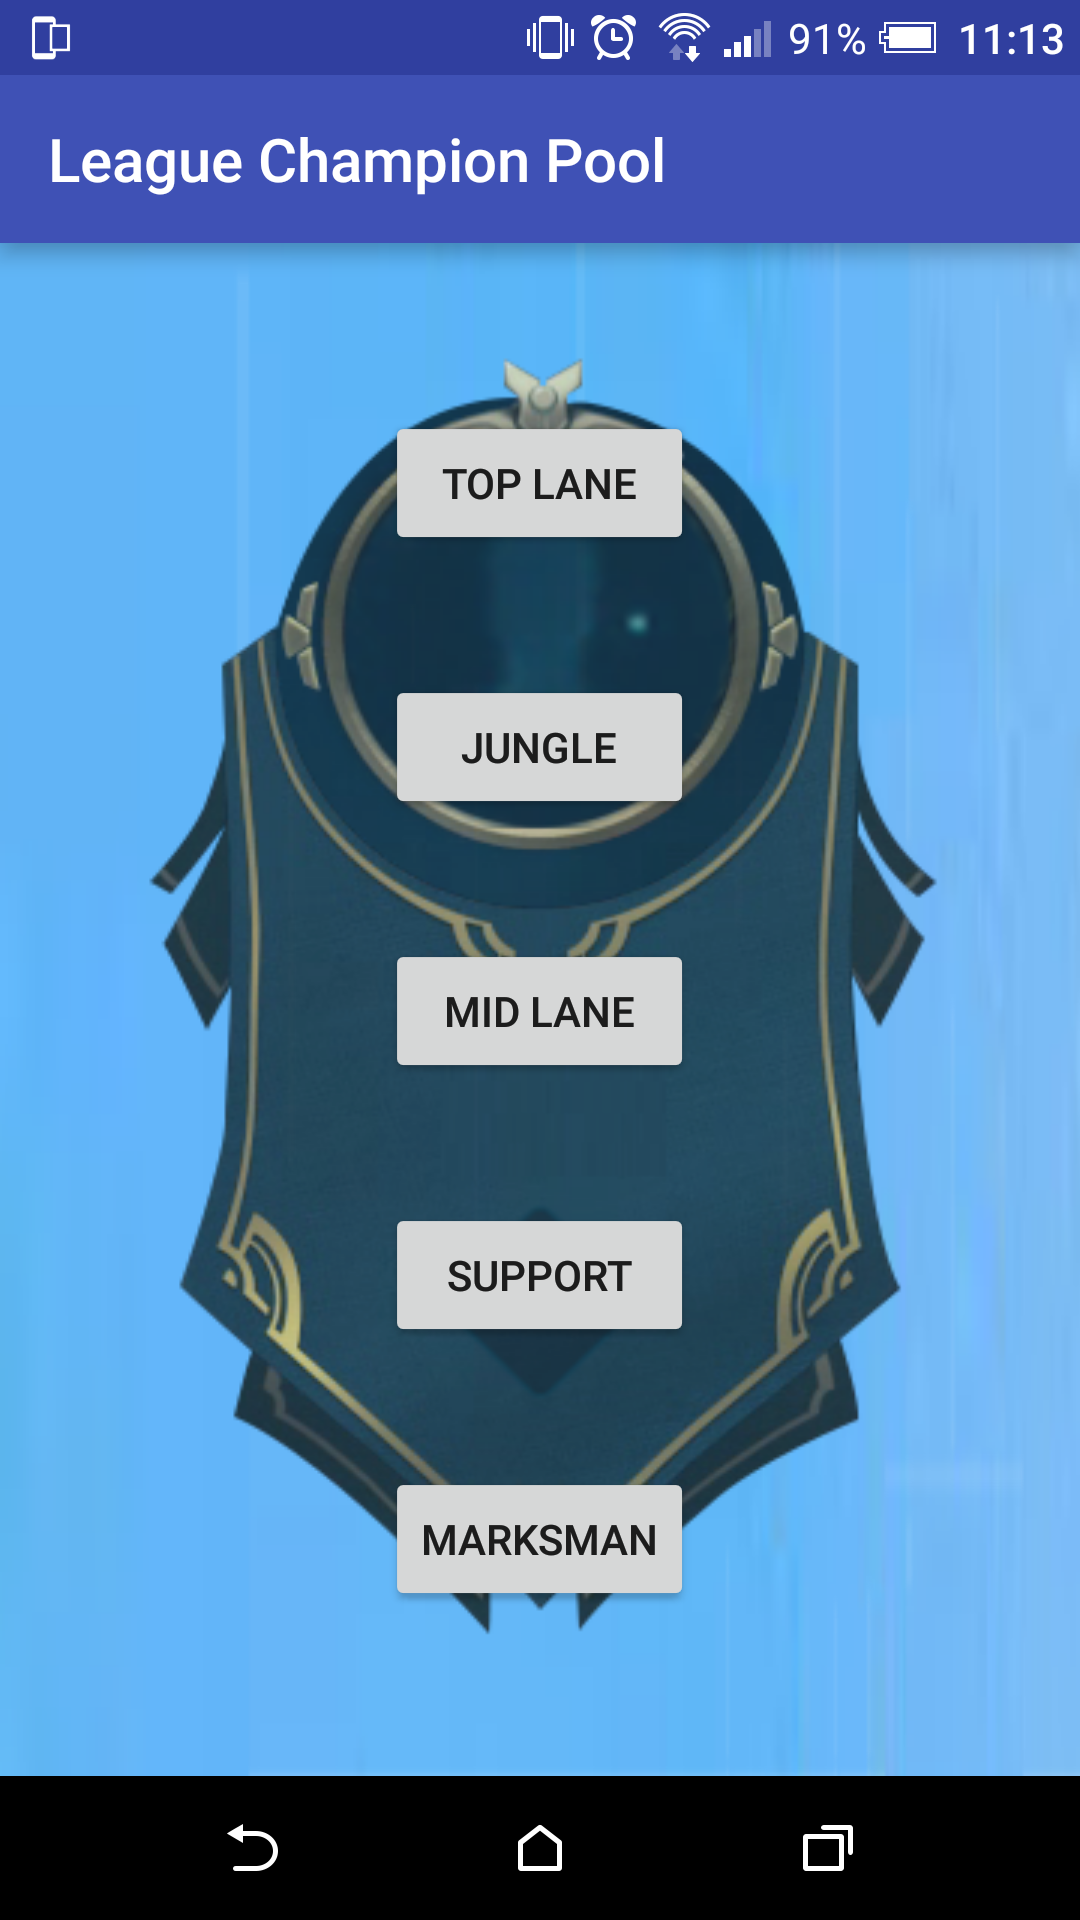 91% 11:13
League Champion Pool
TOP LANE
JUNGLE
MID LANE
SUPPORT
MARKSMAN